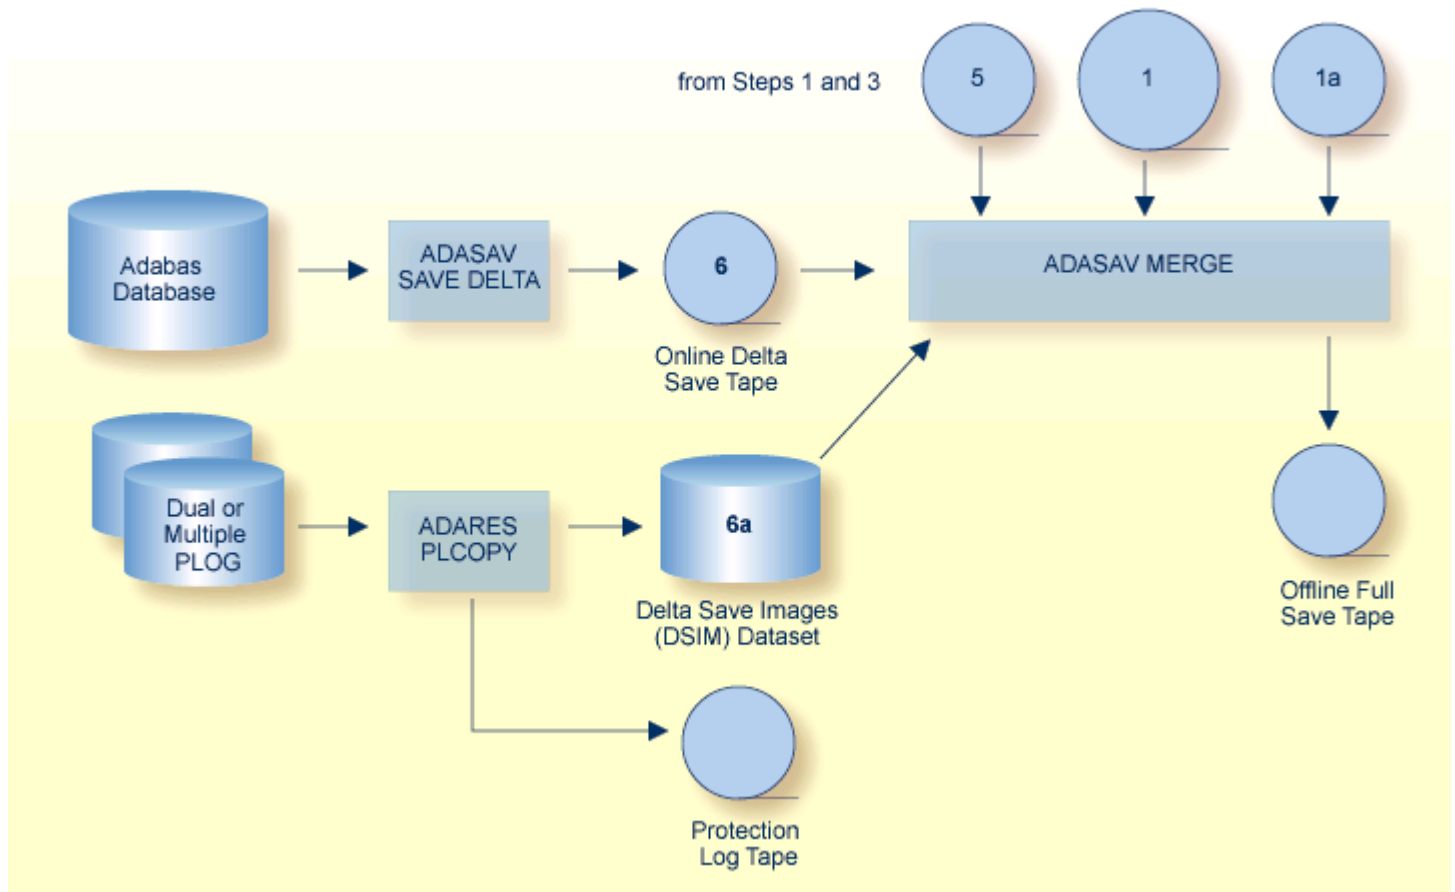 from Steps 1 and 3
5
1
1a
Adabas
Database
ADASAV
SAVE DELTA
6
ADASAV MERGE
Online Delta
Save Tape
Dual or
Multiple
PLOG
ADARES
PLCOPY
6a
Delta Save Images
(DSIM) Dataset
Offline Full
Save Tape
Protection
Log Tape